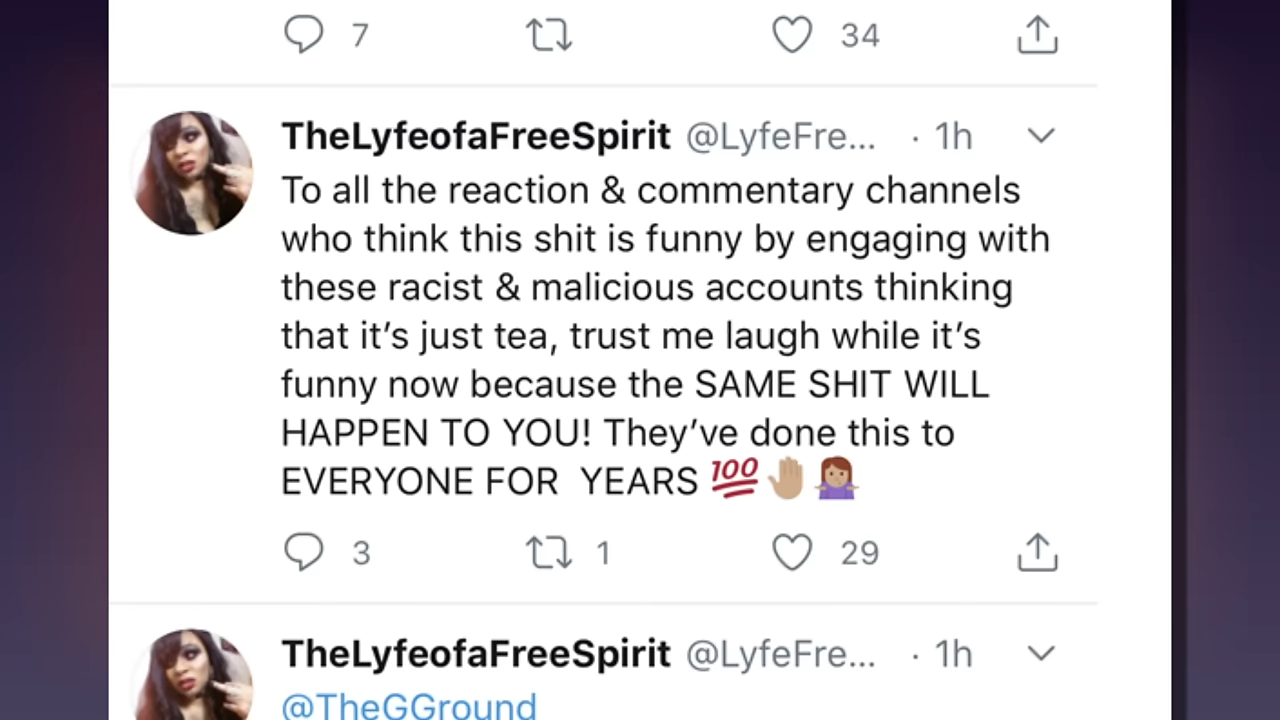 7 34
TheLyfeofaFreeSpirit @LyfeFre... · 1h
To all the reaction & commentary channels
who think this shit is funny by engaging with
these racist & malicious accounts thinking
that it’s just tea, trust me laugh while it’s
funny now because the SAME SHIT WILL
HAPPEN TO YOU! They’ve done this to
EVERYONE FOR  YEARS 💯🤚🏽🤷🏽‍♀️
3 1 29
TheLyfeofaFreeSpirit @LyfeFre... · 1h
@TheGGround